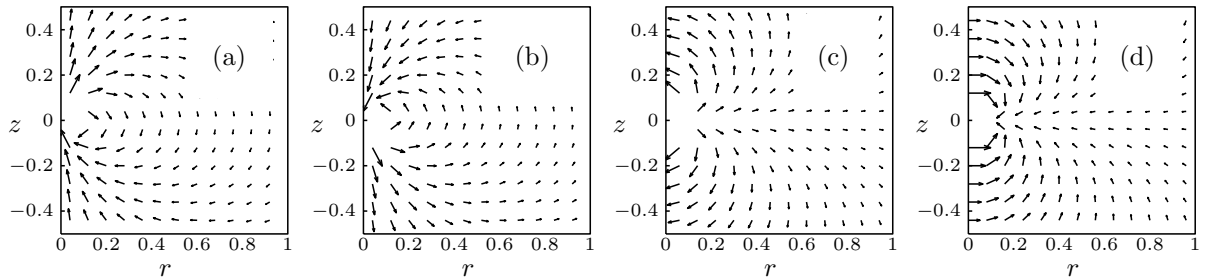 0.4 0.4 0.4 0.4
(a) (b) (c) (d)
0.2 0.2 0.2 0.2
z 0 z 0 z 0 z 0
−0.2 −0.2 −0.2 −0.2
−0.4 −0.4 −0.4 −0.4
0 0.2 0.4 0.6 0.8 1 0 0.2 0.4 0.6 0.8 1 0 0.2 0.4 0.6 0.8 1 0 0.2 0.4 0.6 0.8 1
r r r r